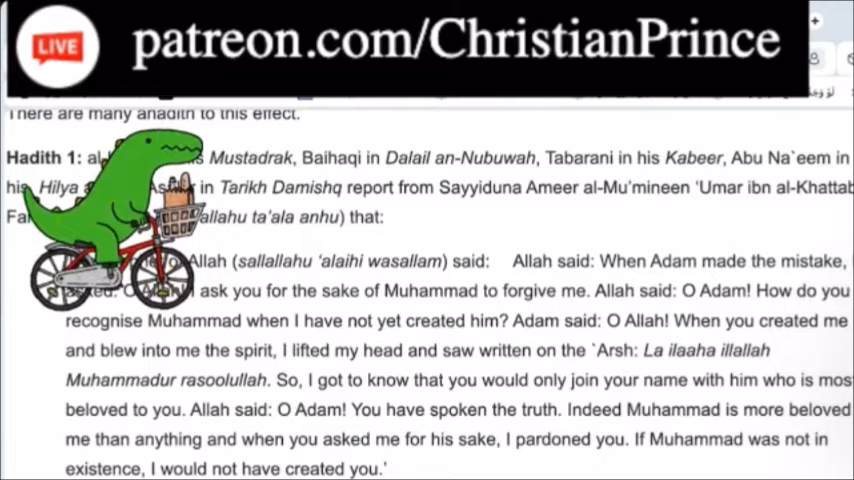 LIVE
patreon.com/ChristianPrince
There are many ahadith to this effect.
Hadith 1: al Mustadrak, Baihaqi in Dalail an-Nubuwah, Tabarani in his Kabeer, Abu Na`eem in
his Hilya in Tarikh Damishq report from Sayyiduna Ameer al-Mu'mineen 'Umar ibn al-Khattab
ta'ala anhu) that:
Allah (sallallahu 'alaihi wasallam) said: Allah said: When Adam made the mistake,
ask you for the sake of Muhammad to forgive me. Allah said: O Adam! How do you
recognise Muhammad when I have not yet created him? Adam said: O Allah! When you created me
and blew into me the spirit, I lifted my head and saw written on the `Arsh: La ilaaha illallah
Muhammadur rasoolullah. So, I got to know that you would only join your name with him who is
beloved to you. Allah said: O Adam! You have spoken the truth. Indeed Muhammad is more beloved
me than anything and when you asked me for his sake, I pardoned you. If Muhammad was not in
existence, I would not have created you.'